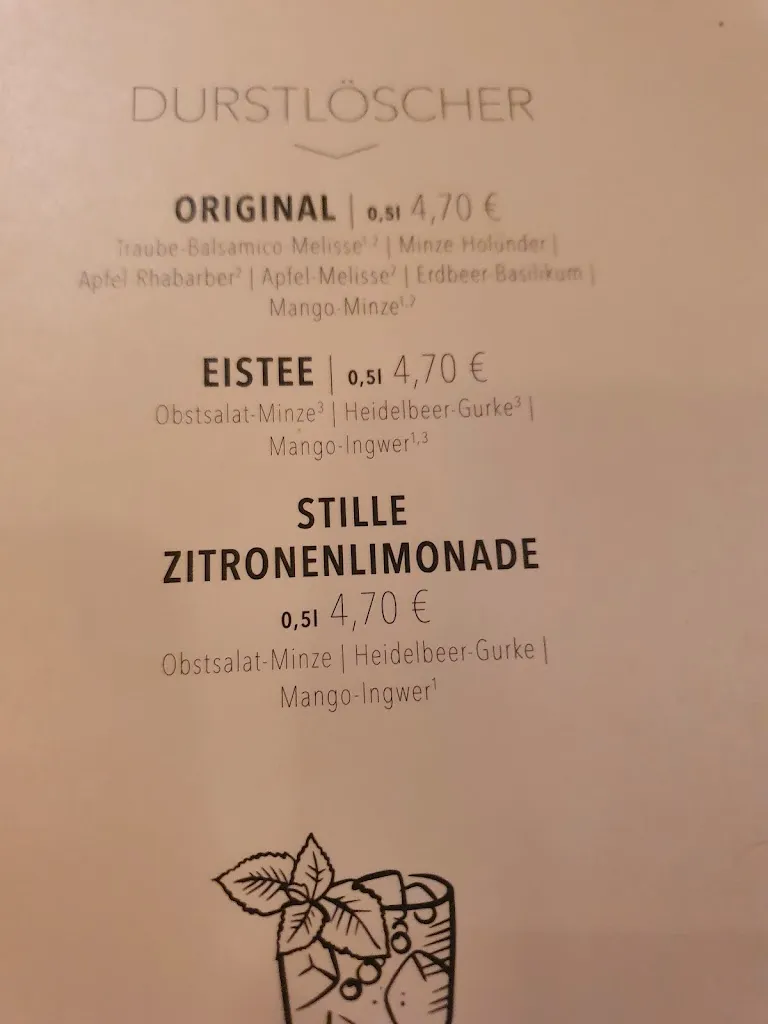 DURSTLÖSCHER
ORIGINAL | 0,5l 4,70 €
Traube-Balsamico-Melisse¹,² | Minze Holunder |
Apfel Rhabarber² | Apfel-Melisse² | Erdbeer-Basilikum |
Mango-Minze¹,²
EISTEE | 0,5l 4,70 €
Obstsalat-Minze³ | Heidelbeer-Gurke³ |
Mango-Ingwer¹,³
STILLE
ZITRONENLIMONADE
0,5l 4,70 €
Obstsalat-Minze | Heidelbeer-Gurke |
Mango-Ingwer¹